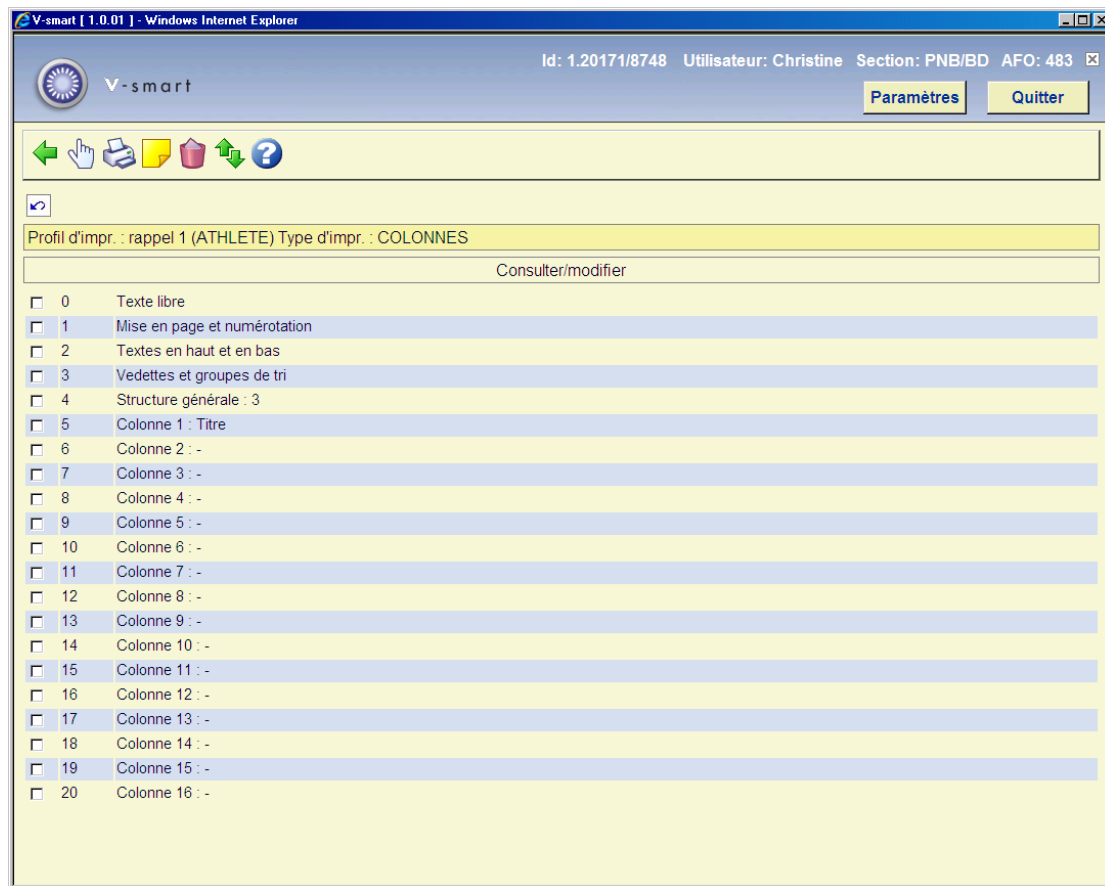 V-smart [ 1.0.01 ] - Windows Internet Explorer
Id: 1.20171/8748 Utilisateur: Christine Section: PNB/BD AFO: 483
V-smart
Paramètres Quitter
Profil d'impr. : rappel 1 (ATHLETE) Type d'impr. : COLONNES
Consulter/modifier
0 Texte libre
1 Mise en page et numérotation
2 Textes en haut et en bas
3 Vedettes et groupes de tri
4 Structure générale : 3
5 Colonne 1 : Titre
6 Colonne 2 : -
7 Colonne 3 : -
8 Colonne 4 : -
9 Colonne 5 : -
10 Colonne 6 : -
11 Colonne 7 : -
12 Colonne 8 : -
13 Colonne 9 : -
14 Colonne 10 : -
15 Colonne 11 : -
16 Colonne 12 : -
17 Colonne 13 : -
18 Colonne 14 : -
19 Colonne 15 : -
20 Colonne 16 : -